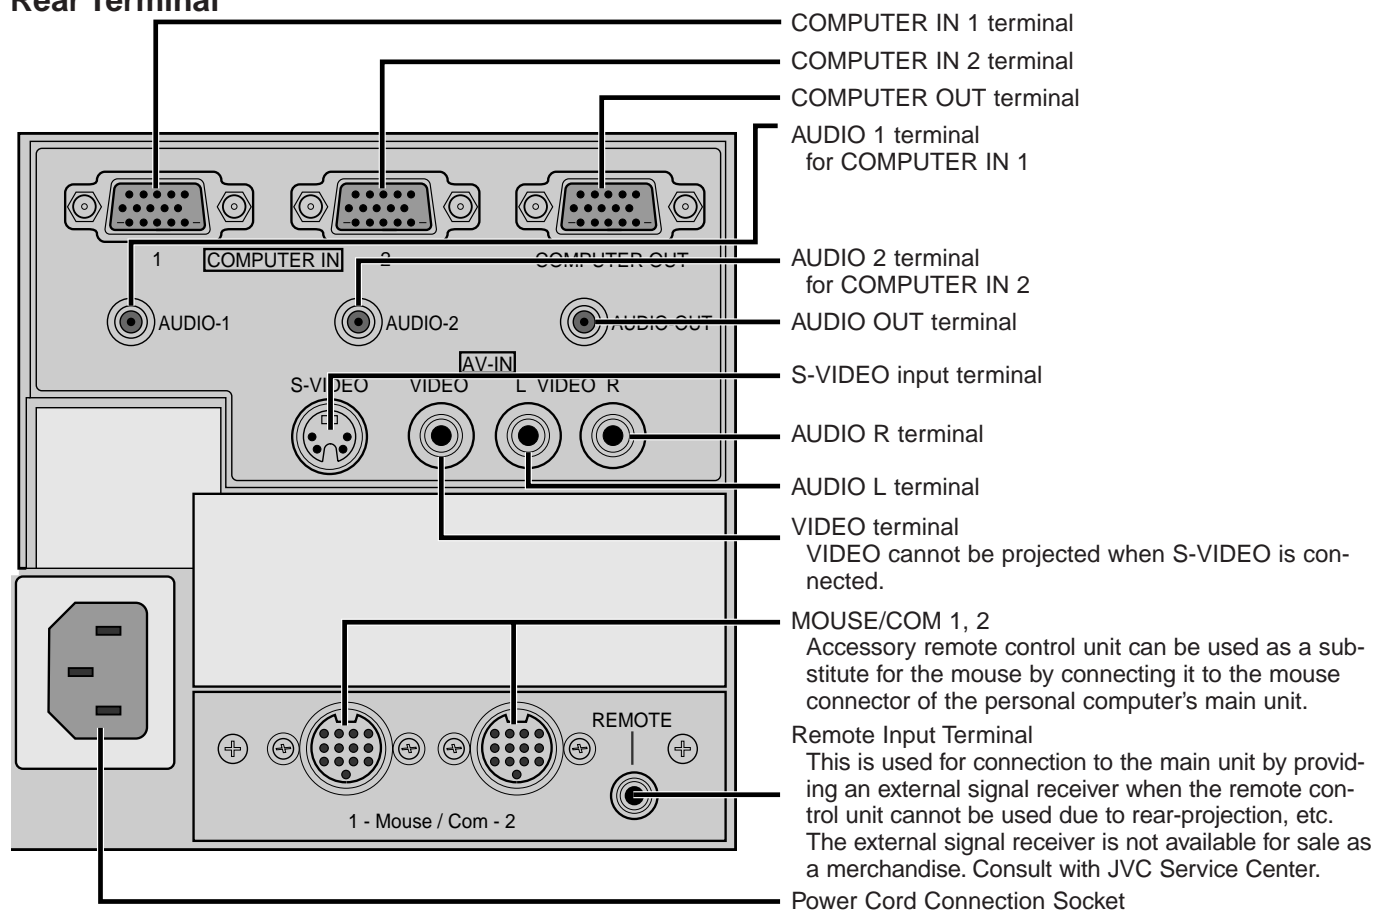 Rear Terminal
COMPUTER IN 1 terminal
COMPUTER IN 2 terminal
COMPUTER OUT terminal
AUDIO 1 terminal
for COMPUTER IN 1
AUDIO 2 terminal
for COMPUTER IN 2
AUDIO OUT terminal
S-VIDEO input terminal
AUDIO R terminal
AUDIO L terminal
VIDEO terminal
VIDEO cannot be projected when S-VIDEO is con-
nected.
MOUSE/COM 1, 2
Accessory remote control unit can be used as a sub-
stitute for the mouse by connecting it to the mouse
connector of the personal computer's main unit.
Remote Input Terminal
This is used for connection to the main unit by provid-
ing an external signal receiver when the remote con-
trol unit cannot be used due to rear-projection, etc.
The external signal receiver is not available for sale as
a merchandise. Consult with JVC Service Center.
Power Cord Connection Socket
1 COMPUTER IN 2 COMPUTER OUT
AUDIO-1 AUDIO-2 AUDIO OUT
AV-IN
S-VIDEO VIDEO L VIDEO R
REMOTE
1 - Mouse / Com - 2